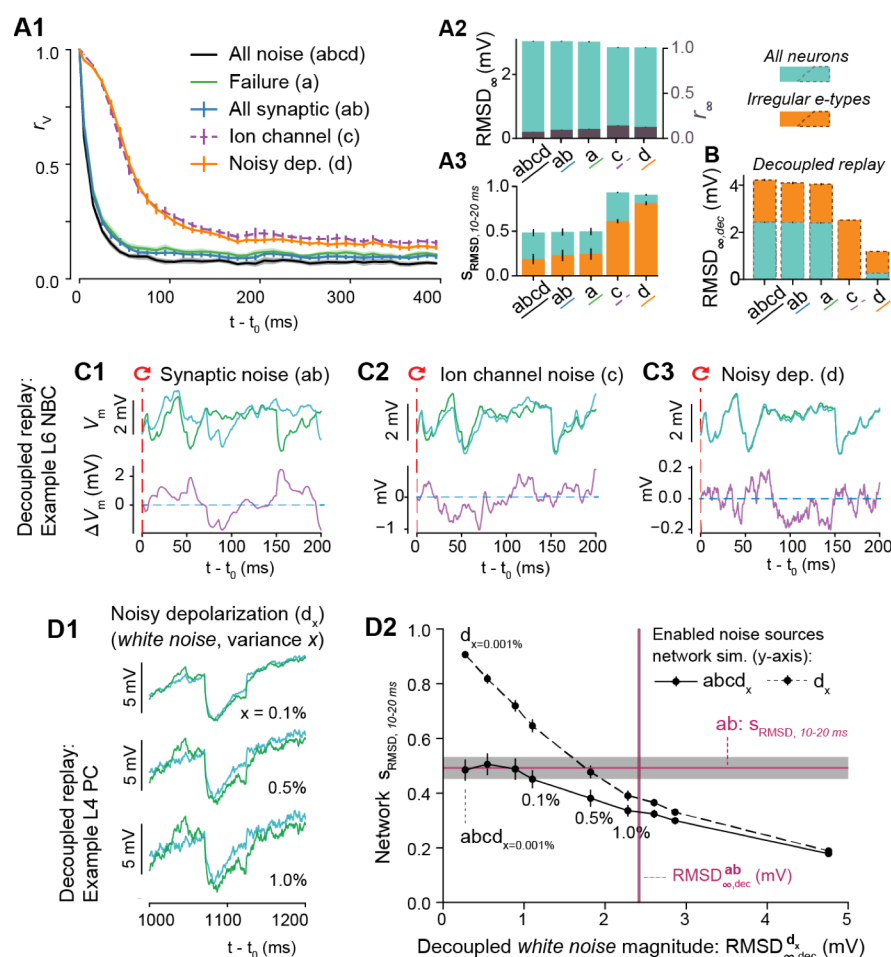 A1
1.0
0.5
0.0
r_V
0
100
200
300
400
t - t₀ (ms)
All noise (abcd)
Failure (a)
All synaptic (ab)
Ion channel (c)
Noisy dep. (d)
A2
RMSD∞ (mV)
2
0
1.0
0.5
0.0
r∞
abcd
ab
a
c
d
All neurons
Irregular e-types
A3
s_RMSD, 10-20 ms
1.0
0.5
0.0
abcd
ab
a
c
d
B
Decoupled replay
RMSD∞,dec (mV)
4
2
0
abcd
ab
a
c
d
Decoupled replay:
Example L6 NBC
C1
Synaptic noise (ab)
V_m
2 mV
ΔV_m (mV)
2
0
0
50
100
150
200
t - t₀ (ms)
C2
Ion channel noise (c)
2 mV
mV
0
−1
0
50
100
150
200
t - t₀ (ms)
C3
Noisy dep. (d)
2 mV
mV
0.2
0.0
−0.2
0
50
100
150
200
t - t₀ (ms)
Decoupled replay:
Example L4 PC
D1
Noisy depolarization (d_x)
(white noise, variance x)
5 mV
x = 0.1%
5 mV
0.5%
5 mV
1.0%
1000
1100
1200
t - t₀ (ms)
D2
Network s_RMSD, 10-20 ms
1.0
0.8
0.6
0.4
0.2
0
0
1
2
3
4
5
d_x=0.001%
Enabled noise sources
network sim. (y-axis):
abcd_x
d_x
ab: s_RMSD, 10-20 ms
0.1%
0.5%
1.0%
abcd_x=0.001%
RMSD^ab_∞,dec (mV)
Decoupled white noise magnitude: RMSD^d_x_∞,dec (mV)